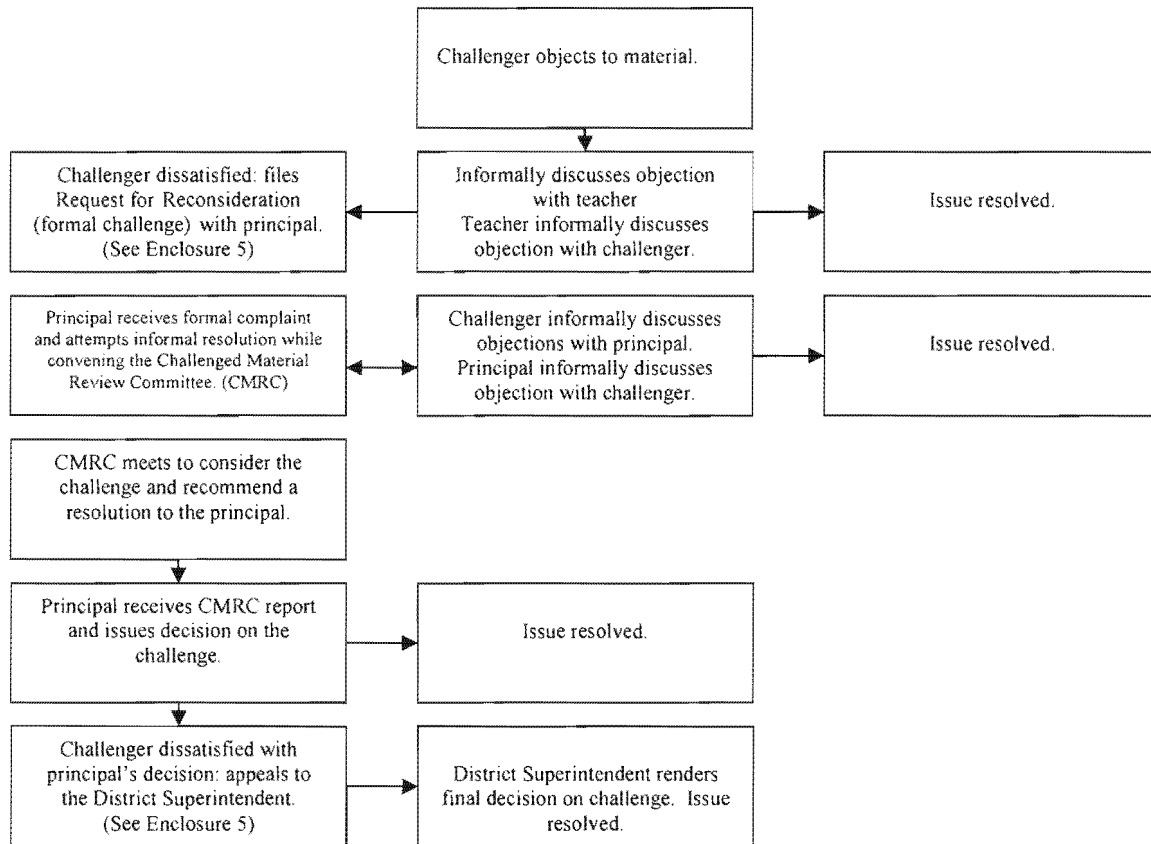 Challenger objects to material.
Challenger dissatisfied: files
Request for Reconsideration
(formal challenge) with principal.
(See Enclosure 5)
Informally discusses objection
with teacher
Teacher informally discusses
objection with challenger.
Issue resolved.
Principal receives formal complaint
and attempts informal resolution while
convening the Challenged Material
Review Committee. (CMRC)
Challenger informally discusses
objections with principal.
Principal informally discusses
objection with challenger.
Issue resolved.
CMRC meets to consider the
challenge and recommend a
resolution to the principal.
Principal receives CMRC report
and issues decision on the
challenge.
Issue resolved.
Challenger dissatisfied with
principal's decision: appeals to
the District Superintendent.
(See Enclosure 5)
District Superintendent renders
final decision on challenge.  Issue
resolved.